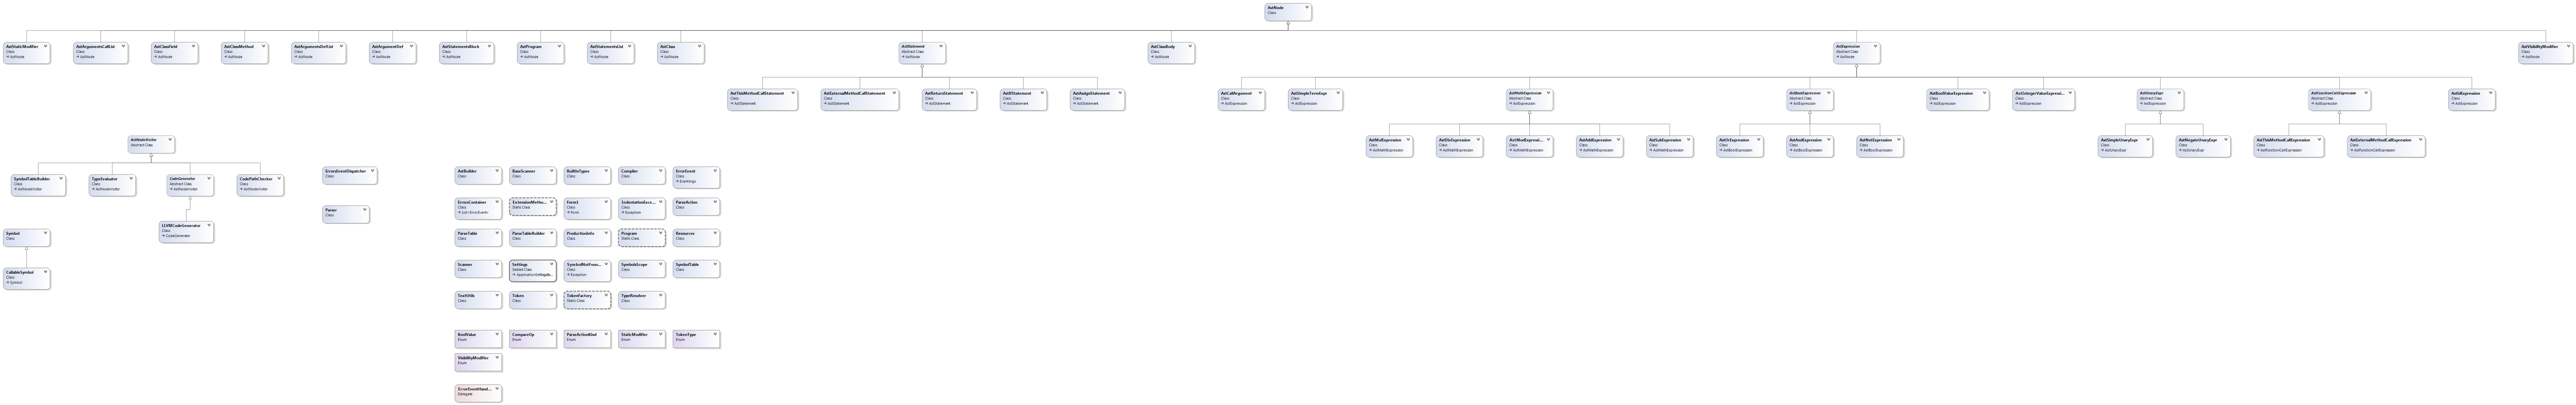 AstNode
Class
AstStaticModifier
Class
AstNode
AstArgumentsCallList
Class
AstNode
AstClassField
Class
AstNode
AstClassMethod
Class
AstNode
AstArgumentsDefList
Class
AstNode
AstArgumentDef
Class
AstNode
AstStatementsBlock
Class
AstNode
AstProgram
Class
AstNode
AstStatementsList
Class
AstNode
AstClass
Class
AstNode
AstStatement
Abstract Class
AstNode
AstClassBody
Class
AstNode
AstExpression
Abstract Class
AstNode
AstVisibilityModifier
Class
AstNode
AstThisMethodCallStatement
Class
AstStatement
AstExternalMethodCallStatement
Class
AstStatement
AstReturnStatement
Class
AstStatement
AstIfStatement
Class
AstStatement
AstAssignStatement
Class
AstStatement
AstCallArgument
Class
AstExpression
AstSimpleTermExpr
Class
AstExpression
AstMathExpression
Abstract Class
AstExpression
AstBoolExpression
Abstract Class
AstExpression
AstBoolValueExpression
Class
AstExpression
AstIntegerValueExpressi...
Class
AstExpression
AstUnaryExpr
Abstract Class
AstExpression
AstFunctionCallExpression
Abstract Class
AstExpression
AstIdExpression
Class
AstExpression
AstMulExpression
Class
AstMathExpression
AstDivExpression
Class
AstMathExpression
AstModExpressi...
Class
AstMathExpression
AstAddExpression
Class
AstMathExpression
AstSubExpression
Class
AstMathExpression
AstOrExpression
Class
AstBoolExpression
AstAndExpression
Class
AstBoolExpression
AstNotExpression
Class
AstBoolExpression
AstSimpleUnaryExpr
Class
AstUnaryExpr
AstNegateUnaryExpr
Class
AstUnaryExpr
AstThisMethodCallExpression
Class
AstFunctionCallExpression
AstExternalMethodCallExpression
Class
AstFunctionCallExpression
AstNodeVisitor
Abstract Class
SymbolTableBuilder
Class
AstNodeVisitor
TypeEvaluator
Class
AstNodeVisitor
CodeGenerator
Abstract Class
AstNodeVisitor
CodePathChecker
Class
AstNodeVisitor
LLVMCodeGenerator
Class
CodeGenerator
Symbol
Class
CallableSymbol
Class
Symbol
ErrorsEventDispatcher
Class
Parser
Class
AstBuilder
Class
BaseScanner
Class
BuiltInTypes
Class
Compiler
Class
ErrorEvent
Class
EventArgs
ErrorsContainer
Class
List<ErrorEvent>
ExtensionMetho...
Static Class
Form1
Class
Form
IndentationExce...
Class
Exception
ParseAction
Class
ParseTable
Class
ParseTableBuilder
Class
ProductionInfo
Class
Program
Static Class
Resources
Class
Scanner
Class
Settings
Sealed Class
ApplicationSettingsB...
SymbolNotFoun...
Class
Exception
SymbolsScope
Class
SymbolTable
Class
TextUtils
Class
Token
Class
TokenFactory
Static Class
TypeResolver
Class
BoolValue
Enum
CompareOp
Enum
ParseActionKind
Enum
StaticModifier
Enum
TokenType
Enum
VisibilityModifier
Enum
ErrorEventHand...
Delegate